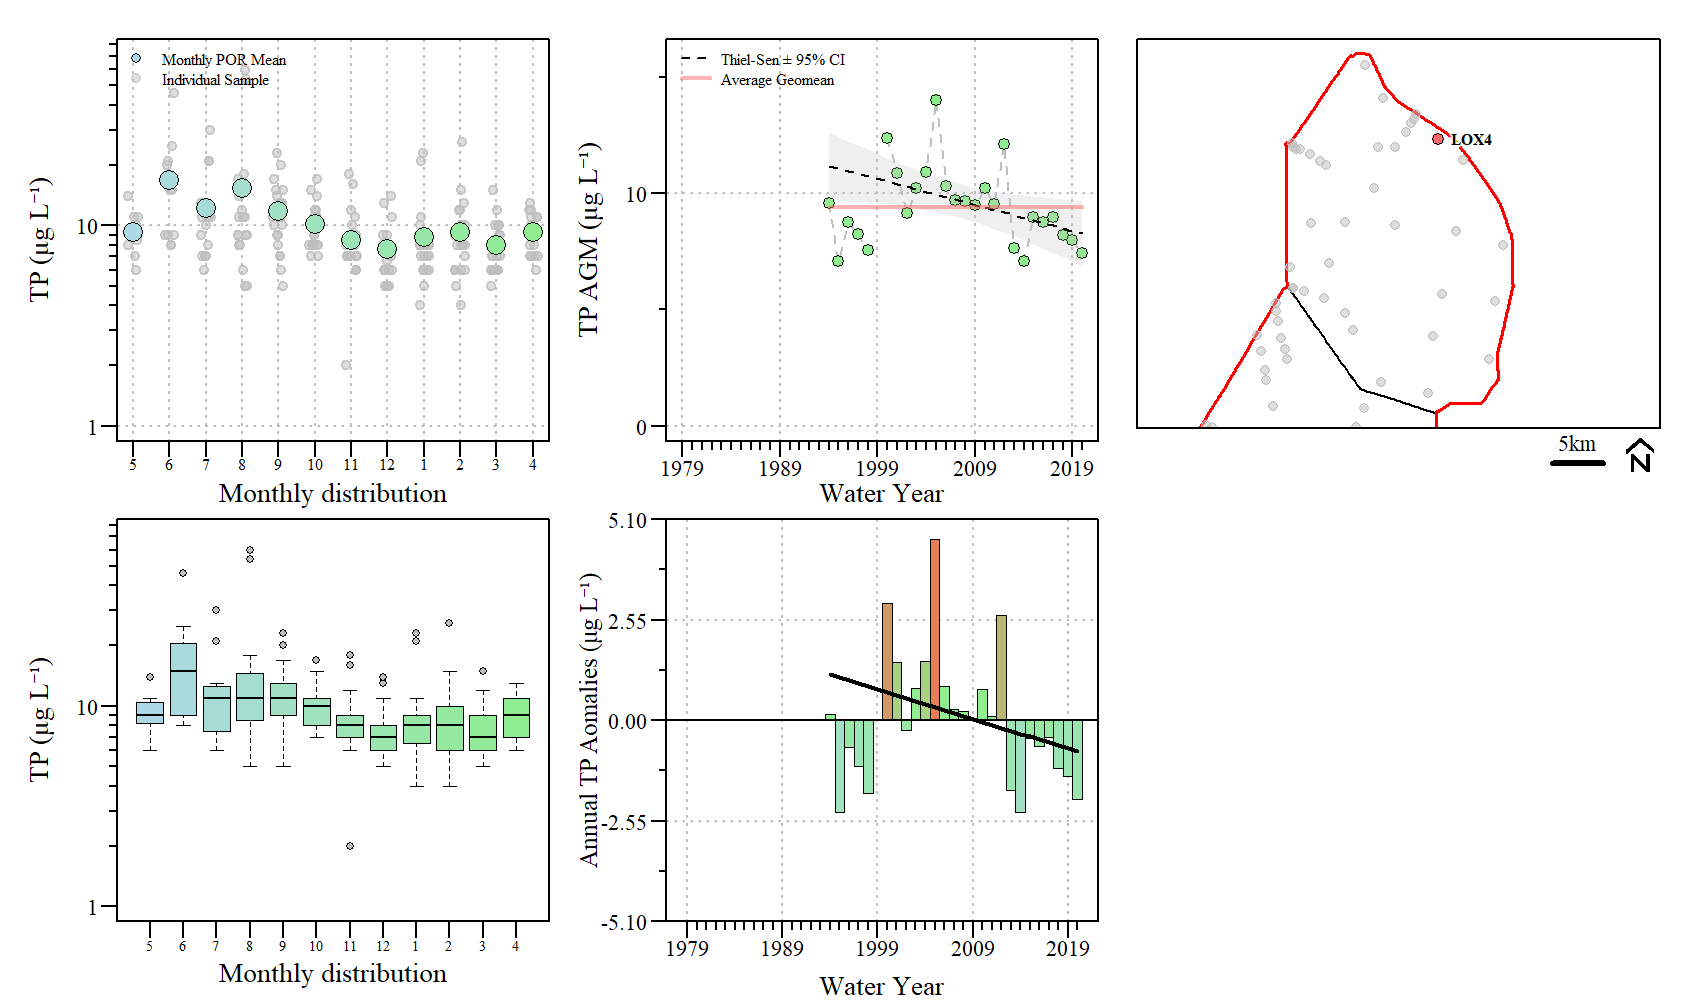 Monthly POR Mean
Individual Sample
TP (µg L⁻¹)
10
1
5 6 7 8 9 10 11 12 1 2 3 4
Monthly distribution
Thiel-Sen ± 95% CI
Average Geomean
TP AGM (µg L⁻¹)
10
0
1979 1989 1999 2009 2019
Water Year
LOX4
5km
N
TP (µg L⁻¹)
10
1
5 6 7 8 9 10 11 12 1 2 3 4
Monthly distribution
Annual TP Aomalies (µg L⁻¹)
5.10
2.55
0.00
-2.55
-5.10
1979 1989 1999 2009 2019
Water Year